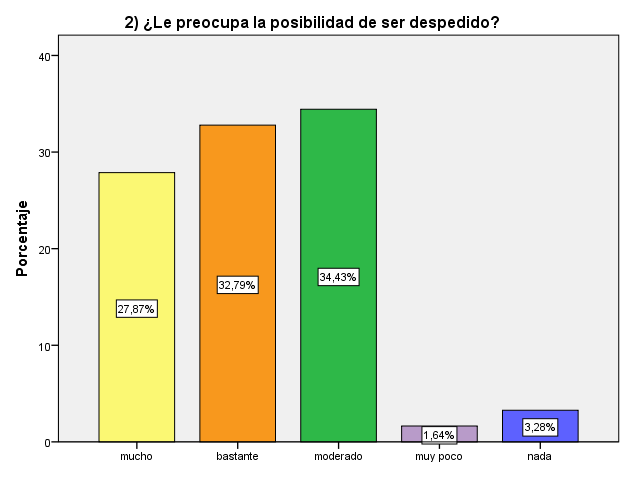 2) ¿Le preocupa la posibilidad de ser despedido?
Porcentaje
40
30
20
10
0
27,87%
32,79%
34,43%
1,64%
3,28%
mucho
bastante
moderado
muy poco
nada